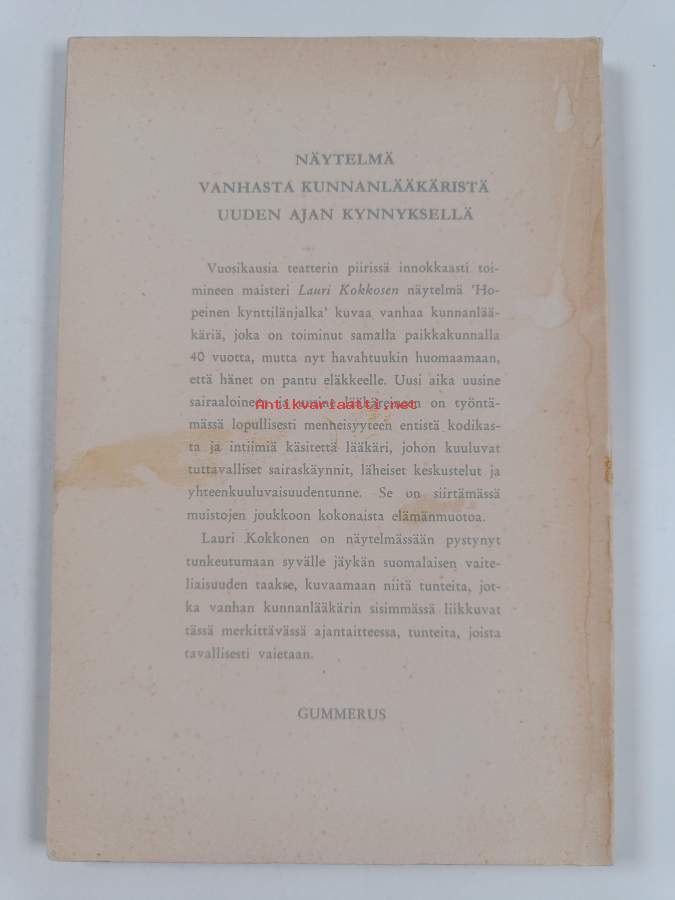 NÄYTELMÄ
VANHASTA KUNNANLÄÄKÄRISTÄ
UUDEN AJAN KYNNYKSELLÄ
Vuosikausia teatterin piirissä innokkaasti toi-
mineen maisteri Lauri Kokkosen näytelmä 'Ho-
peinen kynttilänjalka' kuvaa vanhaa kunnanlää-
käriä, joka on toiminut samalla paikkakunnalla
40 vuotta, mutta nyt havahtuukin huomaamaan,
että hänet on pantu eläkkeelle. Uusi aika uusine
sairaaloineen ja uusine lääkäreineen on työntä-
Antikvariaatti.net
mässä lopullisesti menneisyyteen entistä kodikas-
ta ja intiimiä käsitettä lääkäri, johon kuuluvat
tuttavalliset sairaskäynnit, läheiset keskustelut ja
yhteenkuuluvaisuudentunne. Se on siirtämässä
muistojen joukkoon kokonaista elämänmuotoa.
Lauri Kokkonen on näytelmässään pystynyt
tunkeutumaan syvälle jäykän suomalaisen vaite-
liaisuuden taakse, kuvaamaan niitä tunteita, jot-
ka vanhan kunnanlääkärin sisimmässä liikkuvat
tässä merkittävässä ajantaitteessa, tunteita, joista
tavallisesti vaietaan.
GUMMERUS